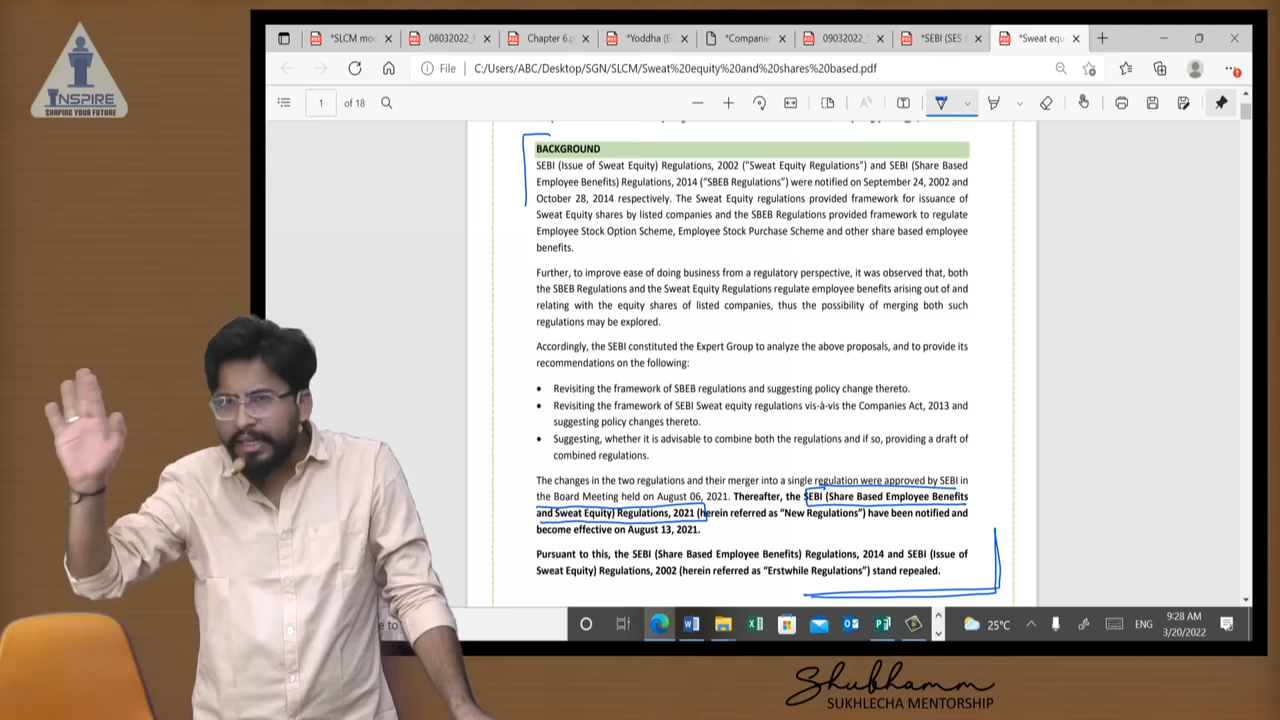 INSPIRE
SHAPING YOUR FUTURE
*SLCM mod
08032022_
Chapter 6.p
*Yoddha (E
*Companie
09032022_
*SEBI (SES
*Sweat equ
File
C:/Users/ABC/Desktop/SGN/SLCM/Sweat%20equity%20and%20shares%20based.pdf
1 of 18
BACKGROUND
SEBI (Issue of Sweat Equity) Regulations, 2002 ("Sweat Equity Regulations") and SEBI (Share Based
Employee Benefits) Regulations, 2014 ("SBEB Regulations") were notified on September 24, 2002 and
October 28, 2014 respectively. The Sweat Equity regulations provided framework for issuance of
Sweat Equity shares by listed companies and the SBEB Regulations provided framework to regulate
Employee Stock Option Scheme, Employee Stock Purchase Scheme and other share based employee
benefits.
Further, to improve ease of doing business from a regulatory perspective, it was observed that, both
the SBEB Regulations and the Sweat Equity Regulations regulate employee benefits arising out of and
relating with the equity shares of listed companies, thus the possibility of merging both such
regulations may be explored.
Accordingly, the SEBI constituted the Expert Group to analyze the above proposals, and to provide its
recommendations on the following:
• Revisiting the framework of SBEB regulations and suggesting policy change thereto.
• Revisiting the framework of SEBI Sweat equity regulations vis-à-vis the Companies Act, 2013 and
suggesting policy changes thereto.
• Suggesting, whether it is advisable to combine both the regulations and if so, providing a draft of
combined regulations.
The changes in the two regulations and their merger into a single regulation were approved by SEBI in
the Board Meeting held on August 06, 2021. Thereafter, the SEBI (Share Based Employee Benefits
and Sweat Equity) Regulations, 2021 (herein referred as "New Regulations") have been notified and
become effective on August 13, 2021.
Pursuant to this, the SEBI (Share Based Employee Benefits) Regulations, 2014 and SEBI (Issue of
Sweat Equity) Regulations, 2002 (herein referred as "Erstwhile Regulations") stand repealed.
e to
25°C
ENG
9:28 AM
3/20/2022
Shubhamm
SUKHLECHA MENTORSHIP